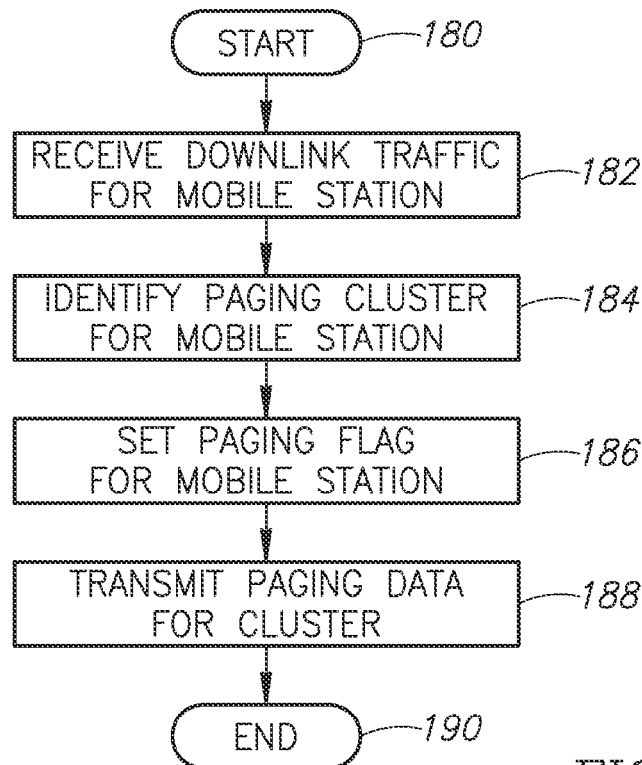 START
180
RECEIVE DOWNLINK TRAFFIC
FOR MOBILE STATION
182
IDENTIFY PAGING CLUSTER
FOR MOBILE STATION
184
SET PAGING FLAG
FOR MOBILE STATION
186
TRANSMIT PAGING DATA
FOR CLUSTER
188
END
190